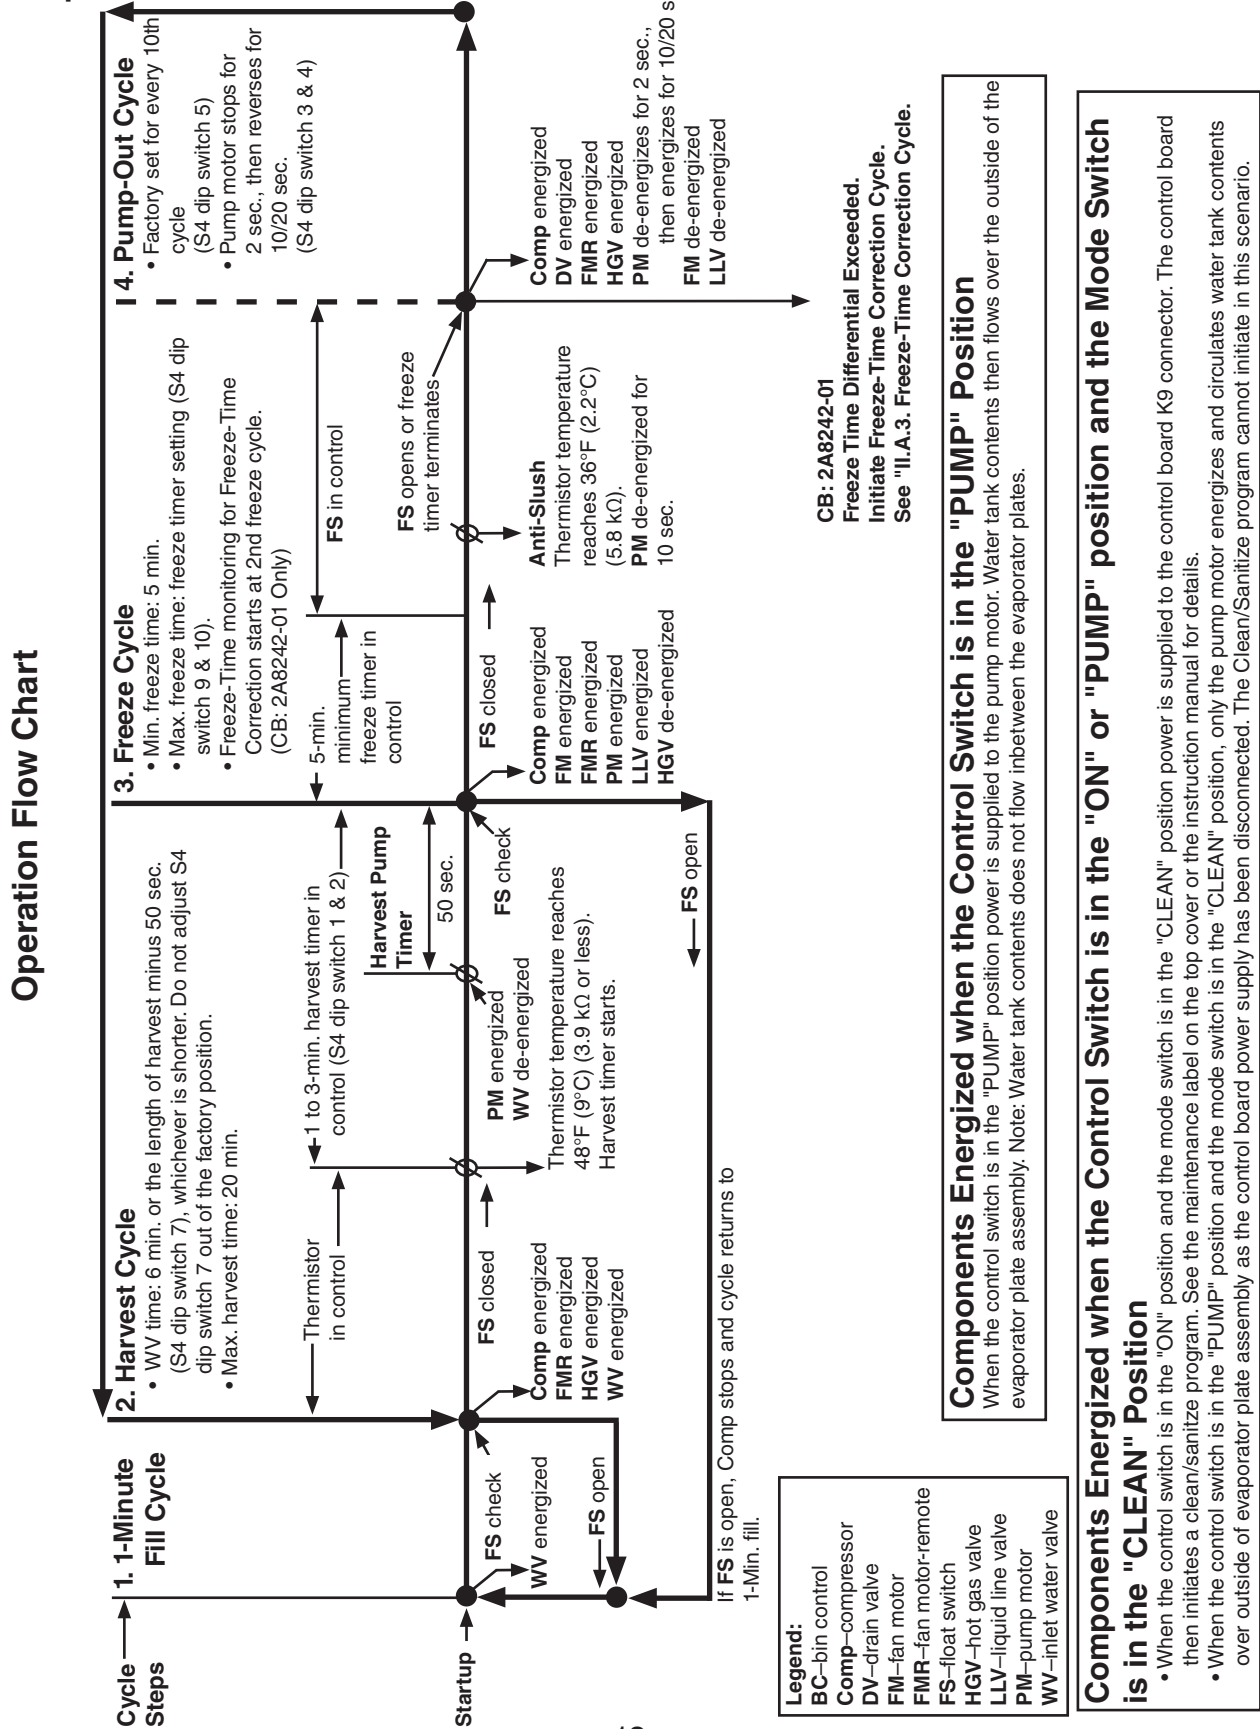 Operation Flow Chart
Cycle
Steps
1. 1-Minute
Fill Cycle
2. Harvest Cycle
• WV time: 6 min. or the length of harvest minus 50 sec.
(S4 dip switch 7), whichever is shorter. Do not adjust S4
dip switch 7 out of the factory position.
• Max. harvest time: 20 min.
3. Freeze Cycle
• Min. freeze time: 5 min.
• Max. freeze time: freeze timer setting (S4 dip
switch 9 & 10).
• Freeze-Time monitoring for Freeze-Time
Correction starts at 2nd freeze cycle.
(CB: 2A8242-01 Only)
4. Pump-Out Cycle
• Factory set for every 10th
cycle
(S4 dip switch 5)
• Pump motor stops for
2 sec., then reverses for
10/20 sec.
(S4 dip switch 3 & 4)
Thermistor
in control
1 to 3-min. harvest timer in
control (S4 dip switch 1 & 2)
Harvest Pump
Timer
50 sec.
5-min.
minimum
freeze timer in
control
FS in control
FS opens or freeze
timer terminates
Startup
FS check
WV energized
FS open
FS closed
Comp energized
FMR energized
HGV energized
WV energized
PM energized
WV de-energized
Thermistor temperature reaches
48°F (9°C) (3.9 kΩ or less).
Harvest timer starts.
FS check
FS open
FS closed
Comp energized
FM energized
FMR energized
PM energized
LLV energized
HGV de-energized
Anti-Slush
Thermistor temperature
reaches 36°F (2.2°C)
(5.8 kΩ).
PM de-energized for
10 sec.
Comp energized
DV energized
FMR energized
HGV energized
PM de-energizes for 2 sec.,
then energizes for 10/20 s
FM de-energized
LLV de-energized
If FS is open, Comp stops and cycle returns to
1-Min. fill.
CB: 2A8242-01
Freeze Time Differential Exceeded.
Initiate Freeze-Time Correction Cycle.
See "II.A.3. Freeze-Time Correction Cycle.
Legend:
BC–bin control
Comp–compressor
DV–drain valve
FM–fan motor
FMR–fan motor-remote
FS–float switch
HGV–hot gas valve
LLV–liquid line valve
PM–pump motor
WV–inlet water valve
Components Energized when the Control Switch is in the "PUMP" Position
When the control switch is in the "PUMP" position power is supplied to the pump motor. Water tank contents then flows over the outside of the
evaporator plate assembly. Note: Water tank contents does not flow inbetween the evaporator plates.
Components Energized when the Control Switch is in the "ON" or "PUMP" position and the Mode Switch
is in the "CLEAN" Position
• When the control switch is in the "ON" position and the mode switch is in the "CLEAN" position power is supplied to the control board K9 connector. The control board
then initiates a clean/sanitze program. See the maintenance label on the top cover or the instruction manual for details.
• When the control switch is in the "PUMP" position and the mode switch is in the "CLEAN" position, only the pump motor energizes and circulates water tank contents
over outside of evaporator plate assembly as the control board power supply has been disconnected. The Clean/Sanitize program cannot initiate in this scenario.